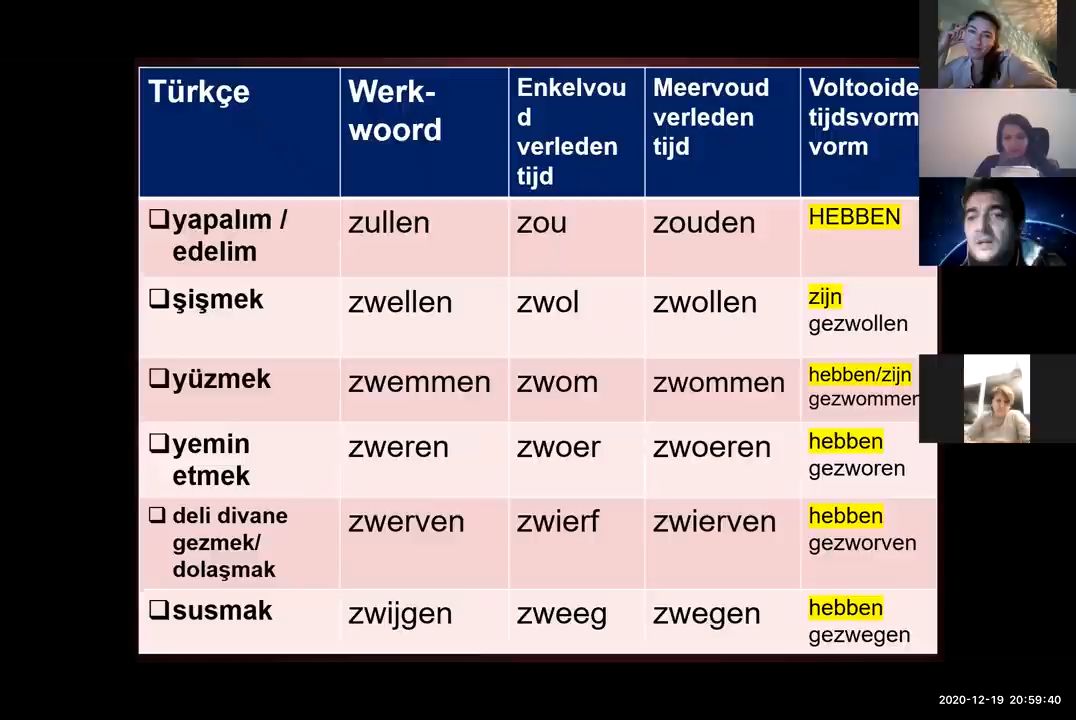 Türkçe
Werk-
woord
Enkelvou
d
verleden
tijd
Meervoud
verleden
tijd
Voltooide
tijdsvorm
vorm
yapalım /
edelim
zullen
zou
zouden
HEBBEN
şişmek
zwellen
zwol
zwollen
zijn
gezwollen
yüzmek
zwemmen
zwom
zwommen
hebben/zijn
gezwommen
yemin
etmek
zweren
zwoer
zwoeren
hebben
gezworen
deli divane
gezmek/
dolaşmak
zwerven
zwierf
zwierven
hebben
gezworven
susmak
zwijgen
zweeg
zwegen
hebben
gezwegen
2020-12-19 20:59:40